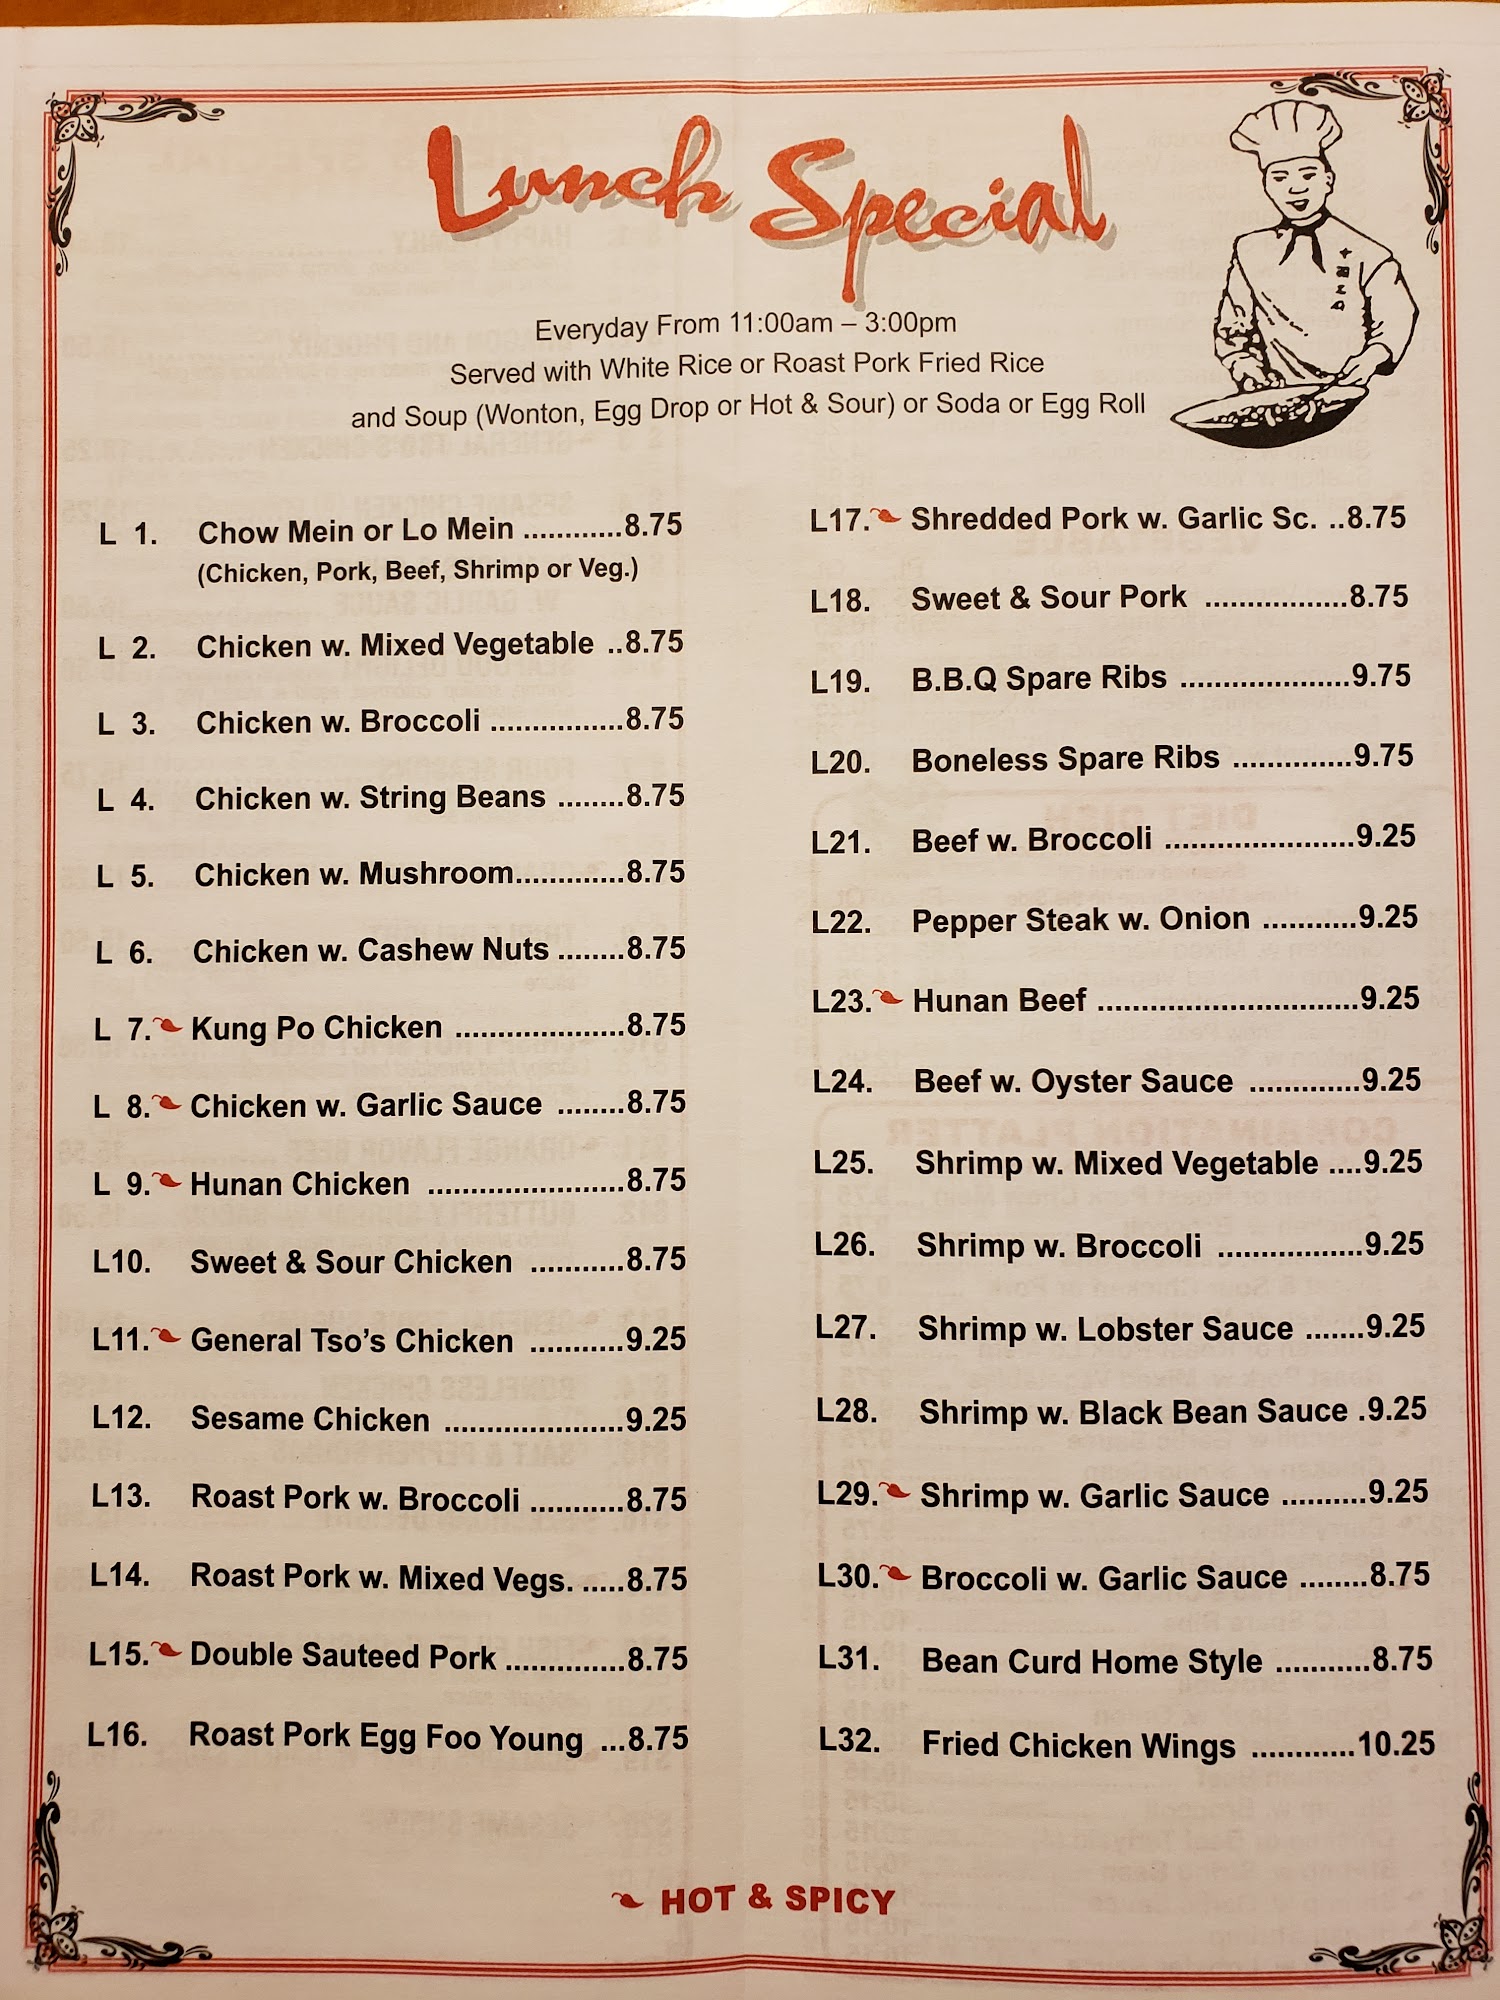 Lunch Special
Everyday From 11:00am – 3:00pm
Served with White Rice or Roast Pork Fried Rice
and Soup (Wonton, Egg Drop or Hot & Sour) or Soda or Egg Roll
L 1. Chow Mein or Lo Mein ............8.75
(Chicken, Pork, Beef, Shrimp or Veg.)
L 2. Chicken w. Mixed Vegetable ..8.75
L 3. Chicken w. Broccoli ................8.75
L 4. Chicken w. String Beans ........8.75
L 5. Chicken w. Mushroom.............8.75
L 6. Chicken w. Cashew Nuts ........8.75
L 7. Kung Po Chicken ....................8.75
L 8. Chicken w. Garlic Sauce ........8.75
L 9. Hunan Chicken .......................8.75
L10. Sweet & Sour Chicken ...........8.75
L11. General Tso's Chicken ...........9.25
L12. Sesame Chicken .....................9.25
L13. Roast Pork w. Broccoli ...........8.75
L14. Roast Pork w. Mixed Vegs. .....8.75
L15. Double Sauteed Pork ..............8.75
L16. Roast Pork Egg Foo Young ...8.75
L17. Shredded Pork w. Garlic Sc. ..8.75
L18. Sweet & Sour Pork .................8.75
L19. B.B.Q Spare Ribs ....................9.75
L20. Boneless Spare Ribs ..............9.75
L21. Beef w. Broccoli ......................9.25
L22. Pepper Steak w. Onion ...........9.25
L23. Hunan Beef ..............................9.25
L24. Beef w. Oyster Sauce .............9.25
L25. Shrimp w. Mixed Vegetable ....9.25
L26. Shrimp w. Broccoli .................9.25
L27. Shrimp w. Lobster Sauce .......9.25
L28. Shrimp w. Black Bean Sauce .9.25
L29. Shrimp w. Garlic Sauce ..........9.25
L30. Broccoli w. Garlic Sauce ........8.75
L31. Bean Curd Home Style ...........8.75
L32. Fried Chicken Wings ............10.25
HOT & SPICY